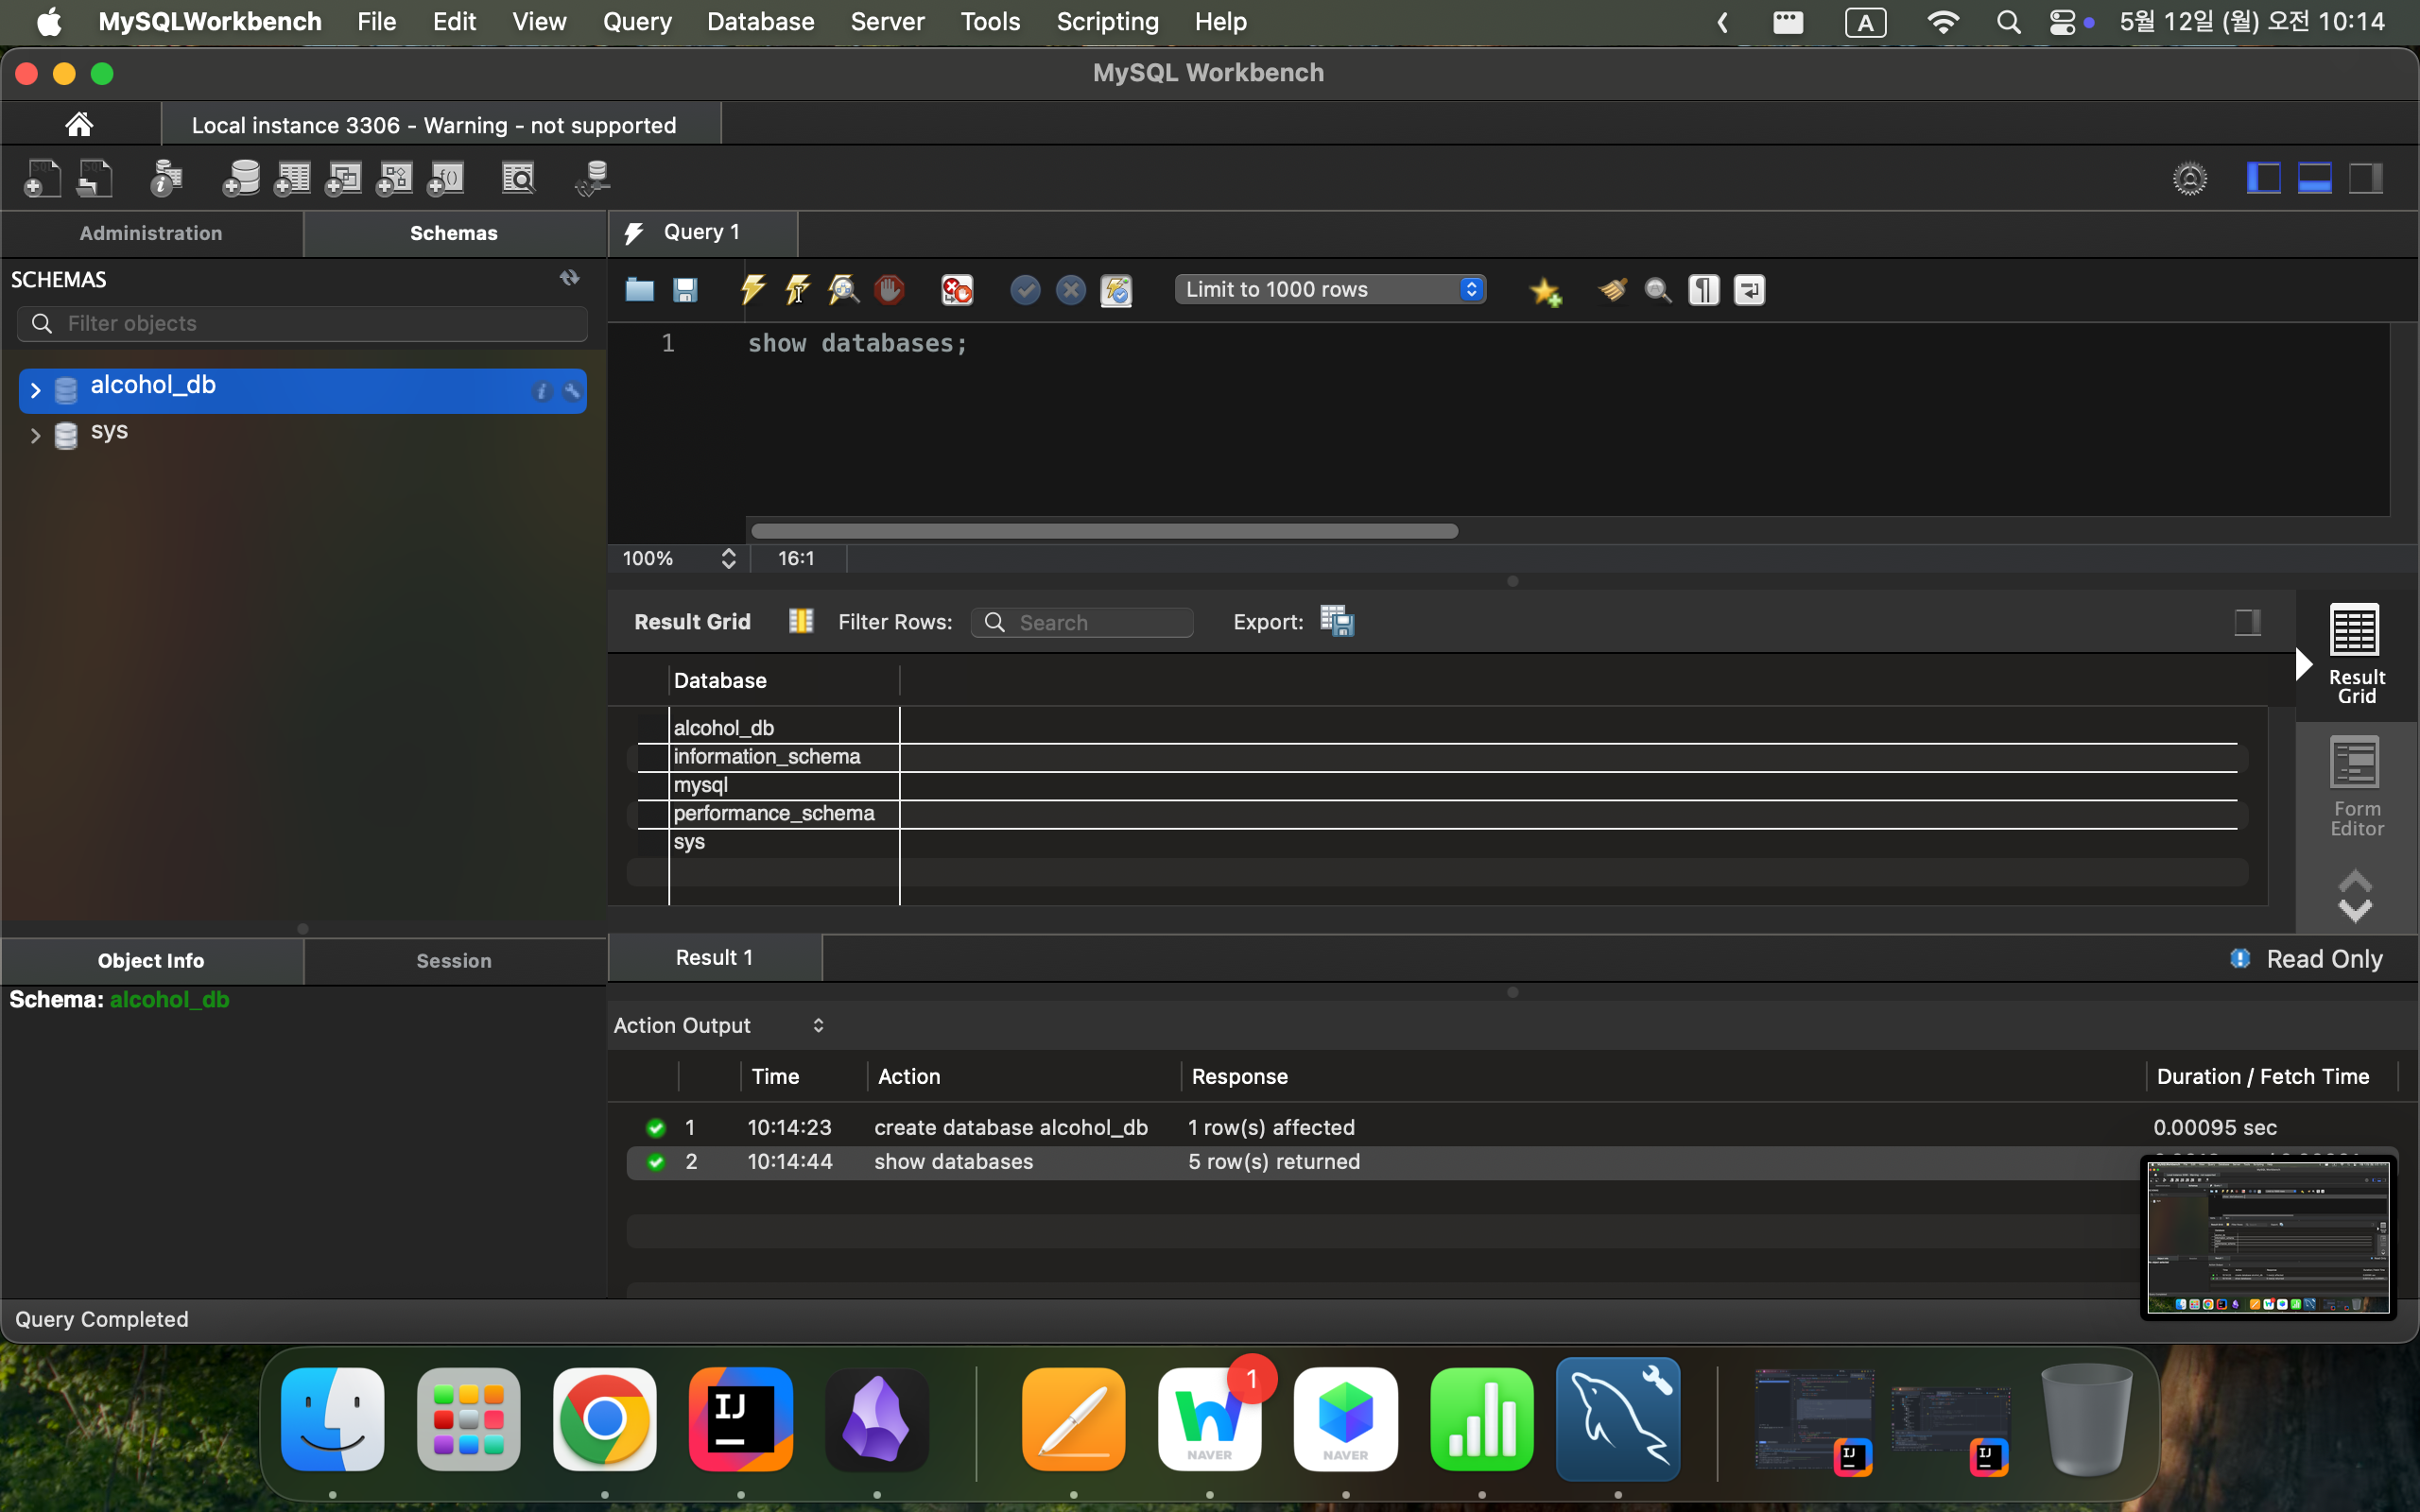 MySQLWorkbench File Edit View Query Database Server Tools Scripting Help A 5월 12일 (월) 오전 10:14
MySQL Workbench
Local instance 3306 - Warning - not supported
Administration Schemas Query 1
SCHEMAS
Filter objects
Limit to 1000 rows
1 show databases;
alcohol_db
sys
100% 16:1
Result Grid Filter Rows: Search Export:
Result Grid
Form Editor
Database
alcohol_db
information_schema
mysql
performance_schema
sys
Result 1 Read Only
Object Info Session
Schema: alcohol_db
Action Output
Time Action Response Duration / Fetch Time
1 10:14:23 create database alcohol_db 1 row(s) affected 0.00095 sec
2 10:14:44 show databases 5 row(s) returned
Query Completed
IJ
1
NAVER
NAVER
IJ
IJ